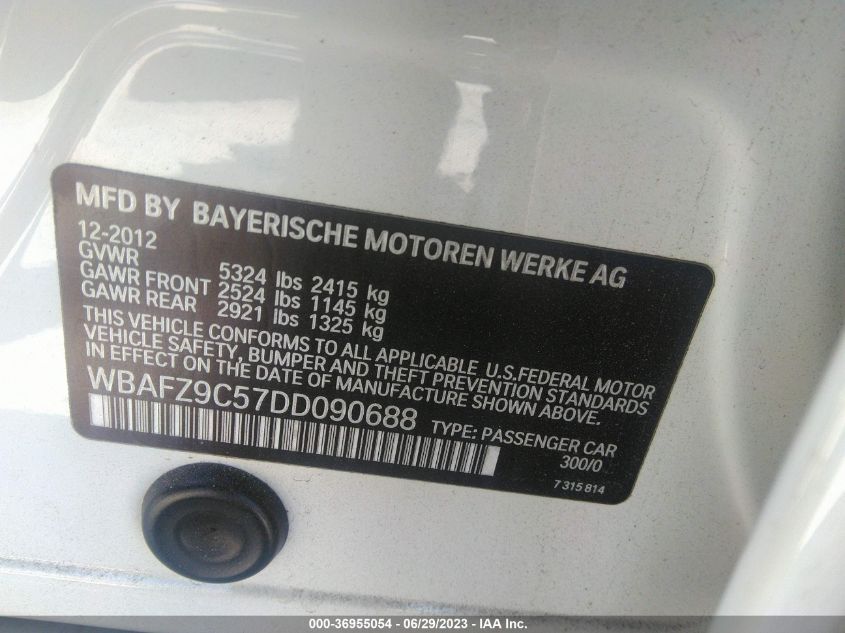 MFD BY BAYERISCHE MOTOREN WERKE AG
12-2012
GVWR 5324 lbs 2415 kg
GAWR FRONT 2524 lbs 1145 kg
GAWR REAR 2921 lbs 1325 kg
THIS VEHICLE CONFORMS TO ALL APPLICABLE U.S.FEDERAL MOTOR
VEHICLE SAFETY, BUMPER AND THEFT PREVENTION STANDARDS
IN EFFECT ON THE DATE OF MANUFACTURE SHOWN ABOVE.
WBAFZ9C57DD090688 TYPE: PASSENGER CAR
300/0
7 315 814
000-36955054 - 06/29/2023 - IAA Inc.